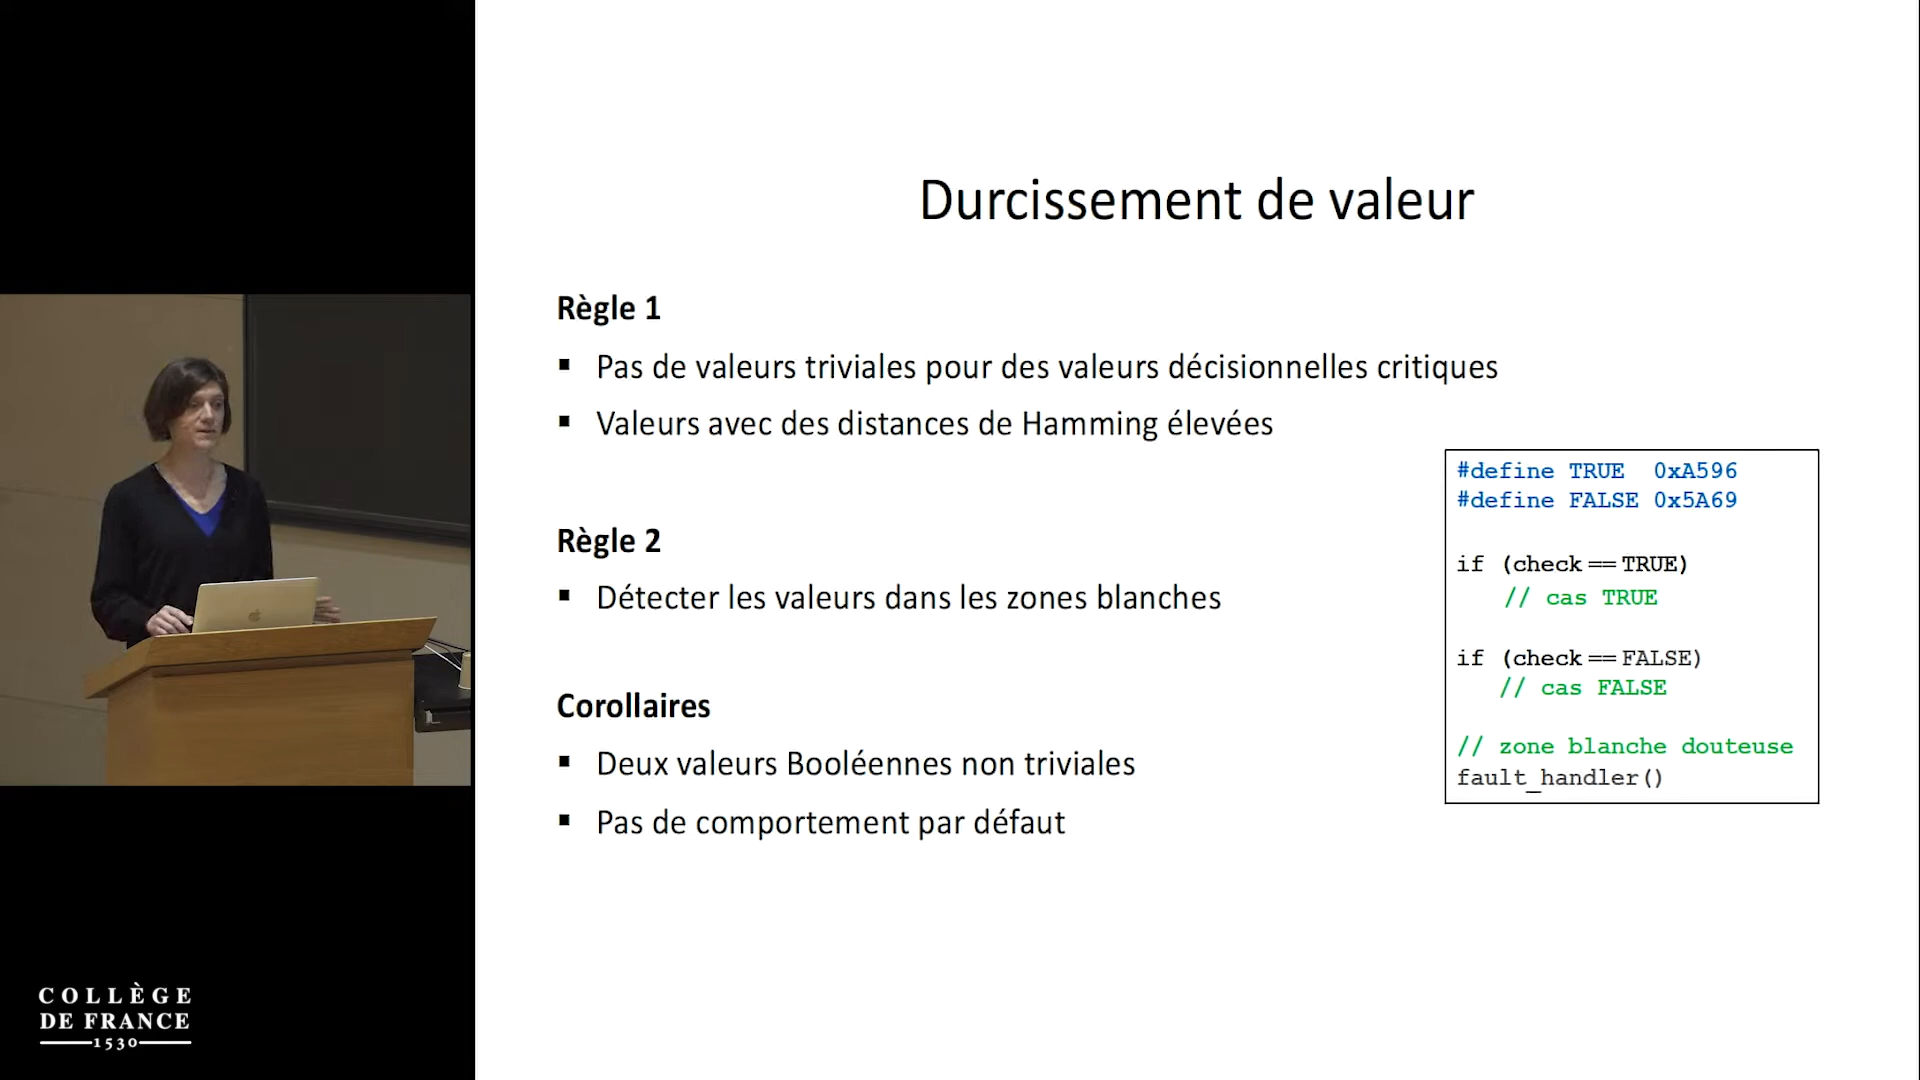 Durcissement de valeur
Règle 1
▪ Pas de valeurs triviales pour des valeurs décisionnelles critiques
▪ Valeurs avec des distances de Hamming élevées
Règle 2
▪ Détecter les valeurs dans les zones blanches
Corollaires
▪ Deux valeurs Booléennes non triviales
▪ Pas de comportement par défaut
#define TRUE 0xA596
#define FALSE 0x5A69
if (check == TRUE)
// cas TRUE
if (check == FALSE)
// cas FALSE
// zone blanche douteuse
fault_handler()
COLLÈGE
DE FRANCE
1530